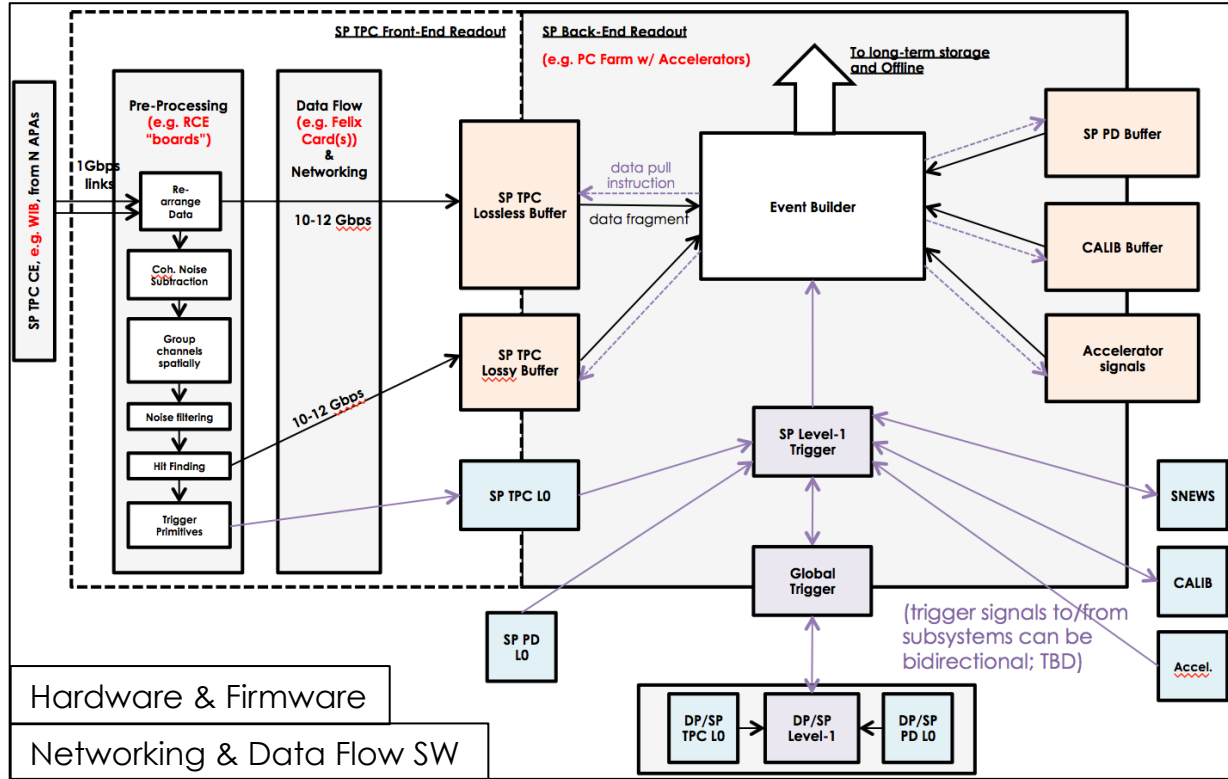 SP TPC Front-End Readout
SP Back-End Readout
(e.g. PC Farm w/ Accelerators)
To long-term storage
and Offline
SP TPC CE, e.g. WIB, from N APAs
1Gbps
links
Pre-Processing
(e.g. RCE
"boards")
Re-
arrange
Data
Coh. Noise
Subtraction
Group
channels
spatially
Noise filtering
Hit Finding
Trigger
Primitives
Data Flow
(e.g. Felix
Card(s))
&
Networking
10-12 Gbps
10-12 Gbps
SP TPC
Lossless Buffer
SP TPC
Lossy Buffer
SP TPC L0
data pull
instruction
data fragment
Event Builder
SP Level-1
Trigger
Global
Trigger
SP PD Buffer
CALIB Buffer
Accelerator
signals
SNEWS
CALIB
Accel.
SP PD
L0
(trigger signals to/from
subsystems can be
bidirectional; TBD)
DP/SP
TPC L0
DP/SP
Level-1
DP/SP
PD L0
Hardware & Firmware
Networking & Data Flow SW